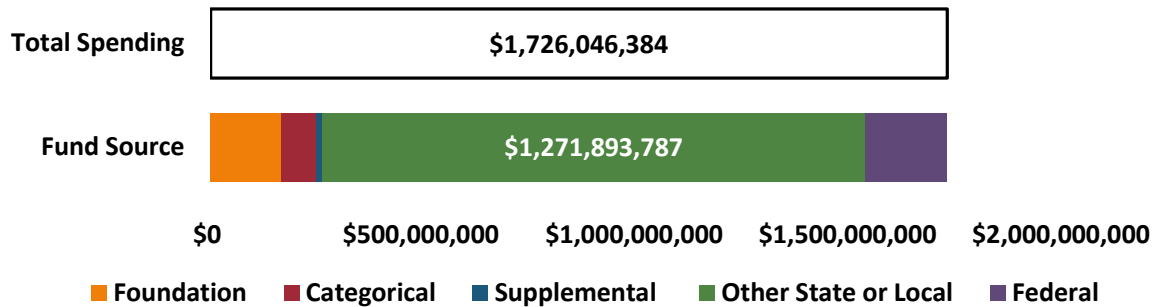 Total Spending $1,726,046,384
Fund Source $1,271,893,787
$0 $500,000,000 $1,000,000,000 $1,500,000,000 $2,000,000,000
Foundation Categorical Supplemental Other State or Local Federal